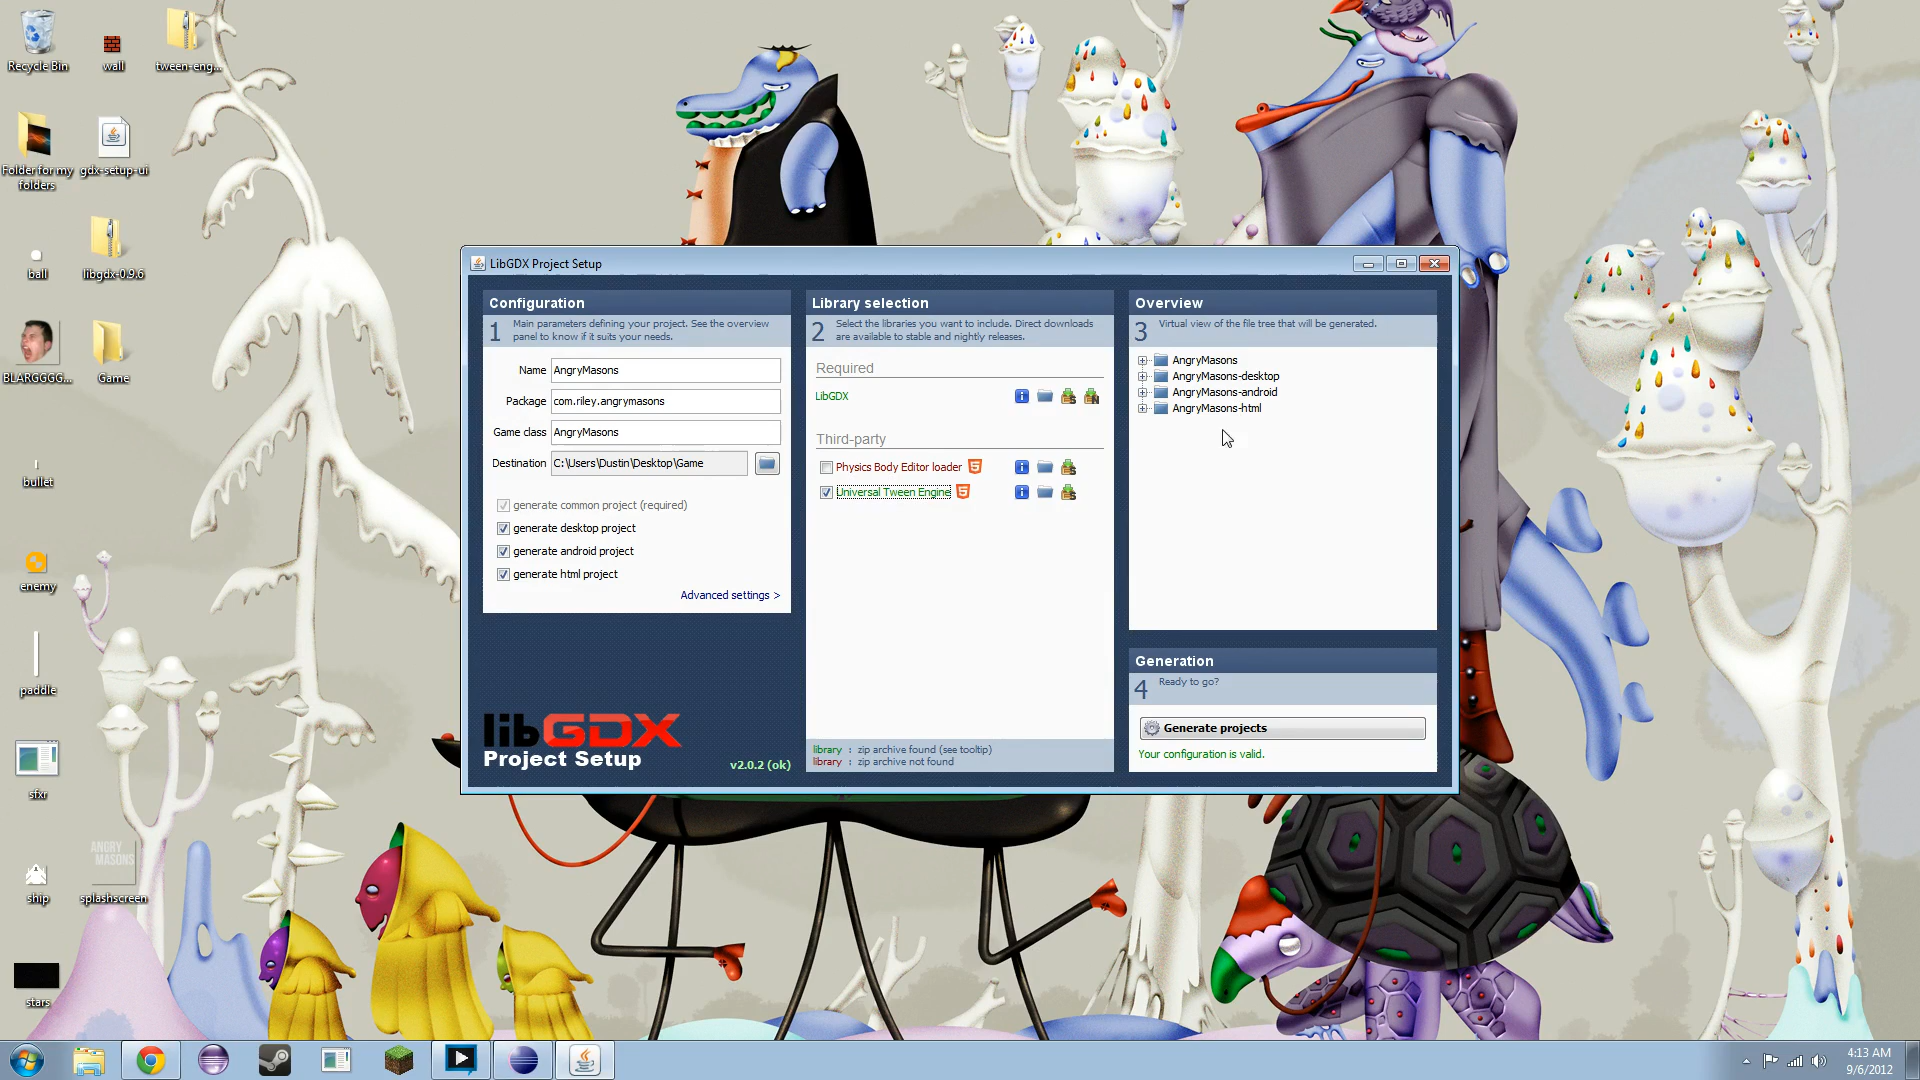 Recycle Bin
wall
tween-eng...
Folder for my
folders
gdx-setup-ui
ball
libgdx-0.9.6
BLARGGGG...
Game
bullet
enemy
paddle
sfxr
ANGRY
MASONS
ship
splashscreen
stars
LibGDX Project Setup
Configuration
1
Main parameters defining your project. See the overview
panel to know if it suits your needs.
Name
AngryMasons
Package
com.riley.angrymasons
Game class
AngryMasons
Destination
C:\Users\Dustin\Desktop\Game
generate common project (required)
generate desktop project
generate android project
generate html project
Advanced settings >
libGDX
Project Setup
v2.0.2 (ok)
Library selection
2
Select the libraries you want to include. Direct downloads
are available to stable and nightly releases.
Required
LibGDX
Third-party
Physics Body Editor loader
Universal Tween Engine
library : zip archive found (see tooltip)
library : zip archive not found
Overview
3
Virtual view of the file tree that will be generated.
AngryMasons
AngryMasons-desktop
AngryMasons-android
AngryMasons-html
Generation
4
Ready to go?
Generate projects
Your configuration is valid.
4:13 AM
9/6/2012